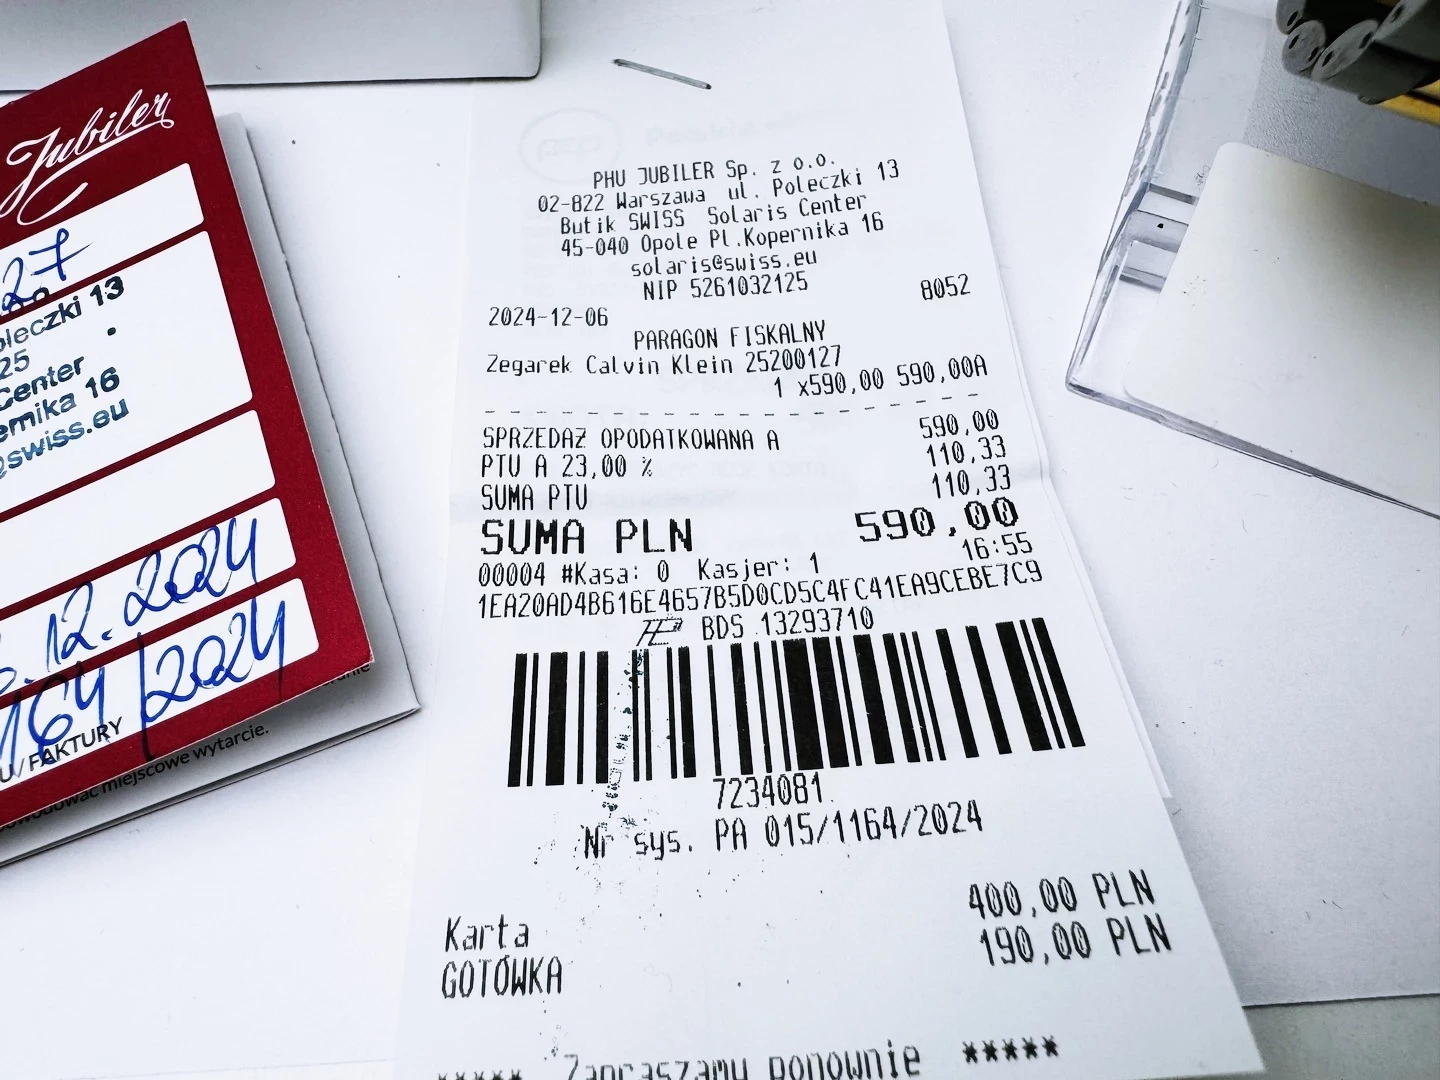 Jubiler
27
oleczki 13
25
Center
ernika 16
@swiss.eu
12.2024
164/2024
U/FAKTURY
miejscowe wytarcie.
PHU JUBILER Sp. z o.o.
02-822 Warszawa ul. Poleczki 13
Butik SWISS Solaris Center
45-040 Opole Pl.Kopernika 16
solaris@swiss.eu
NIP 5261032125
2024-12-06 8052
PARAGON FISKALNY
Zegarek Calvin Klein 25200127
1 x590,00 590,00A
SPRZEDAŻ OPODATKOWANA A 590,00
PTU A 23,00 % 110,33
SUMA PTU 110,33
SUMA PLN 590,00
00004 #Kasa: 0 Kasjer: 1 16:55
1EA20AD4B616E4657B5D0CD5C4FC41EA9CEBE7C9
BDS 13293710
7234081
Nr sys. PA 015/1164/2024
Karta 400,00 PLN
GOTÓWKA 190,00 PLN
***** Zapraszamy ponownie *****